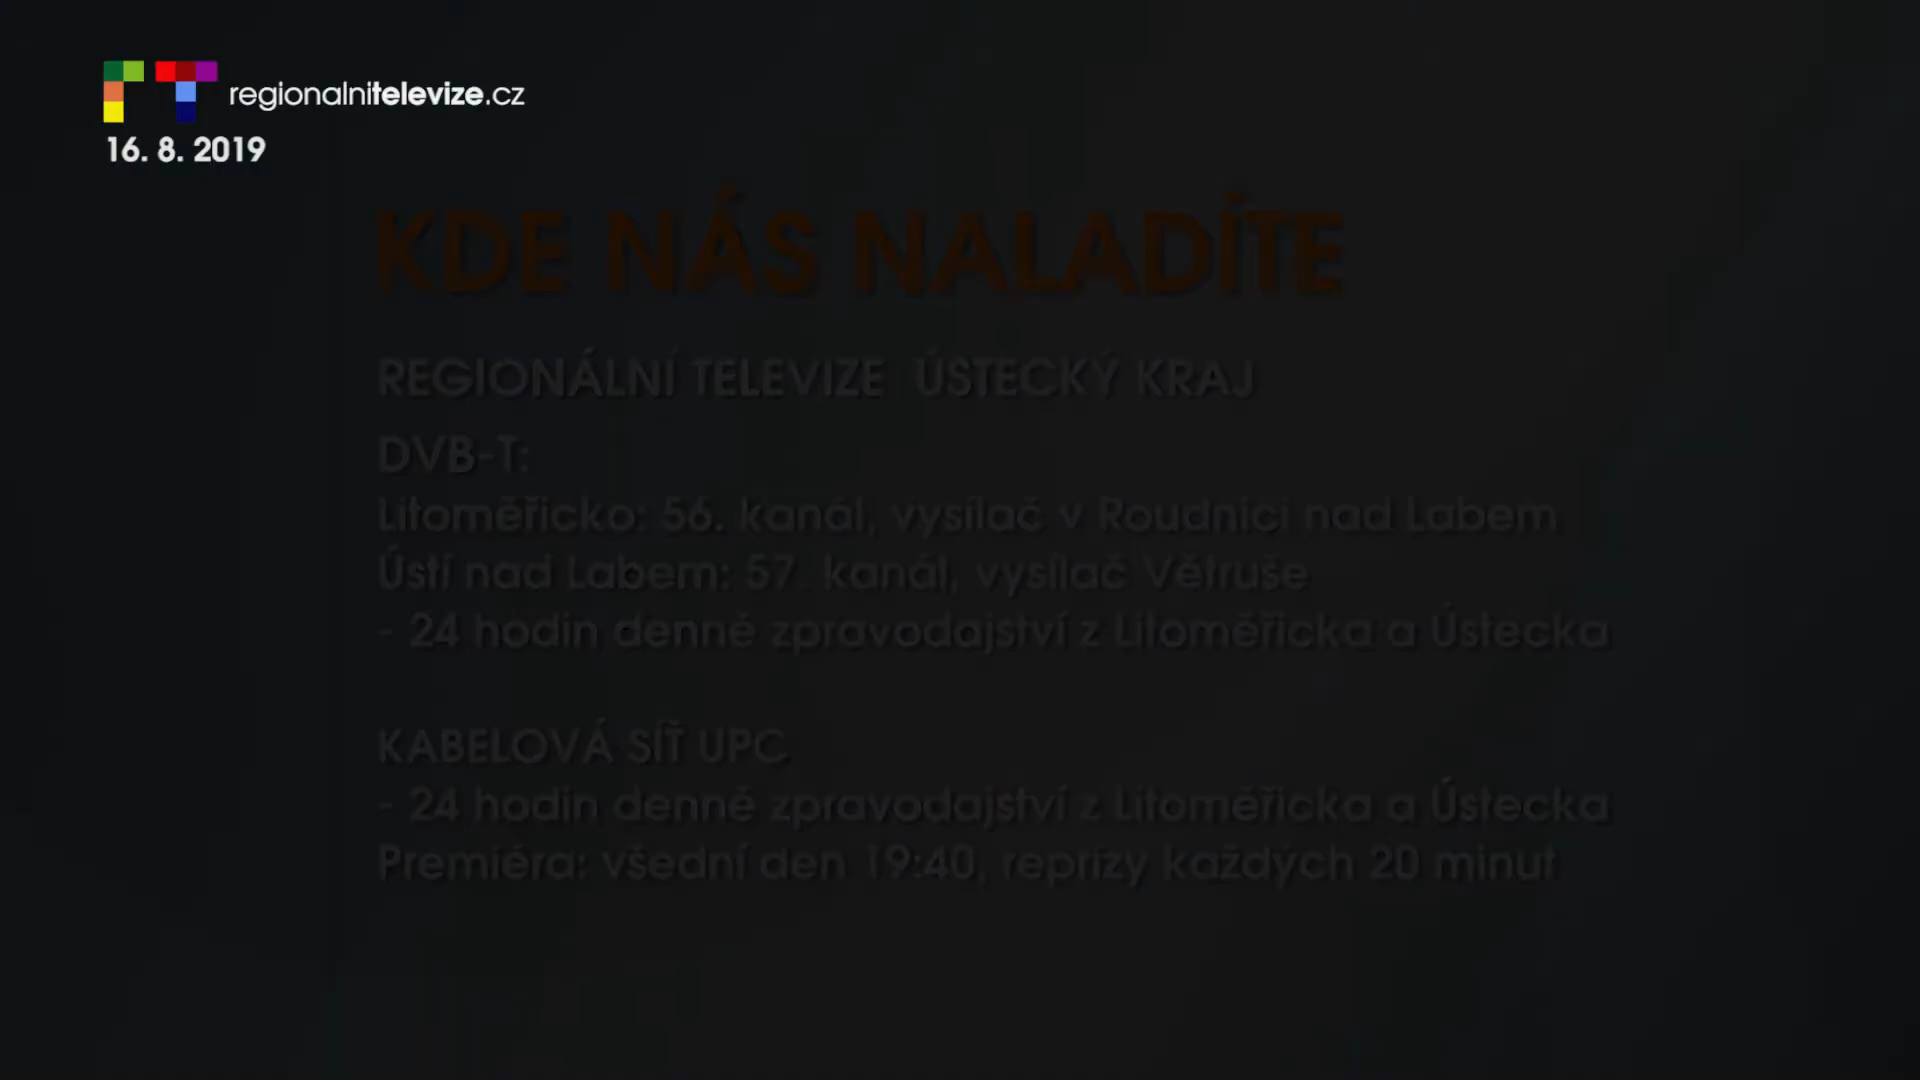 regionalnitelevize.cz
16. 8. 2019
KDE NÁS NALADÍTE
REGIONÁLNÍ TELEVIZE ÚSTECKÝ KRAJ
DVB-T:
Litoměřicko: 56. kanál, vysílač v Roudnici nad Labem
Ústí nad Labem: 57. kanál, vysílač Větruše
- 24 hodin denně zpravodajství z Litoměřicka a Ústecka
KABELOVÁ SÍŤ UPC
- 24 hodin denně zpravodajství z Litoměřicka a Ústecka
Premiéra: všední den 19:40, reprízy každých 20 minut